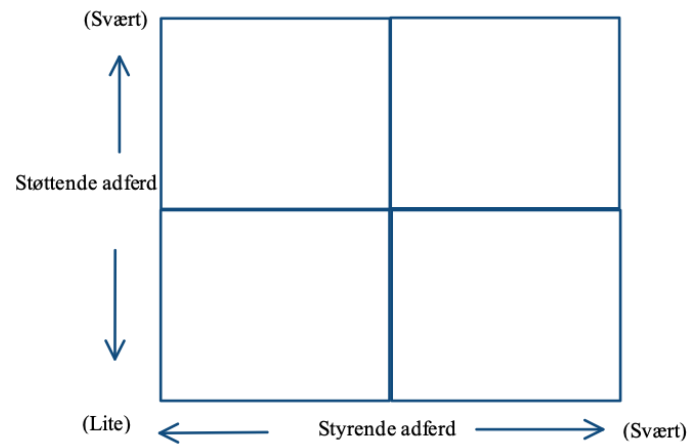 (Svært)
Støttende adferd
(Lite)
Styrende adferd
(Svært)